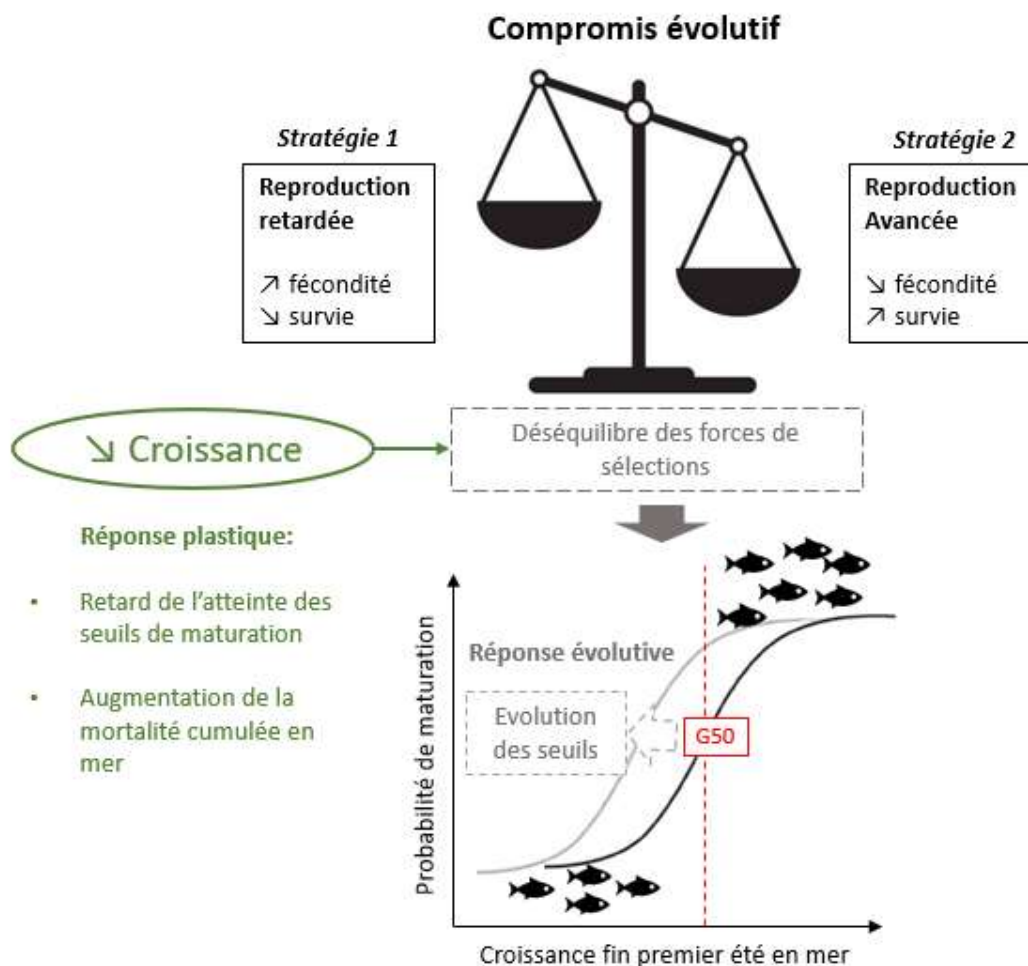 Compromis évolutif
Stratégie 1
Reproduction
retardée
↗ fécondité
↘ survie
Stratégie 2
Reproduction
Avancée
↘ fécondité
↗ survie
↘ Croissance
Déséquilibre des forces de
sélections
Réponse plastique:
• Retard de l’atteinte des
seuils de maturation
• Augmentation de la
mortalité cumulée en
mer
Probabilité de maturation
Réponse évolutive
Evolution
des seuils
G50
Croissance fin premier été en mer